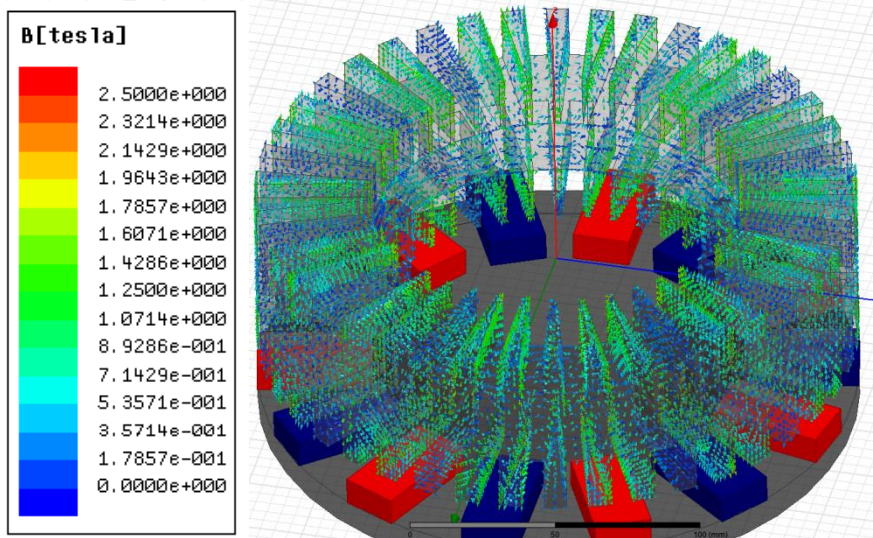 B[tesla]
2.5000e+000
2.3214e+000
2.1429e+000
1.9643e+000
1.7857e+000
1.6071e+000
1.4286e+000
1.2500e+000
1.0714e+000
8.9286e-001
7.1429e-001
5.3571e-001
3.5714e-001
1.7857e-001
0.0000e+000
Z
0
50
100 (mm)